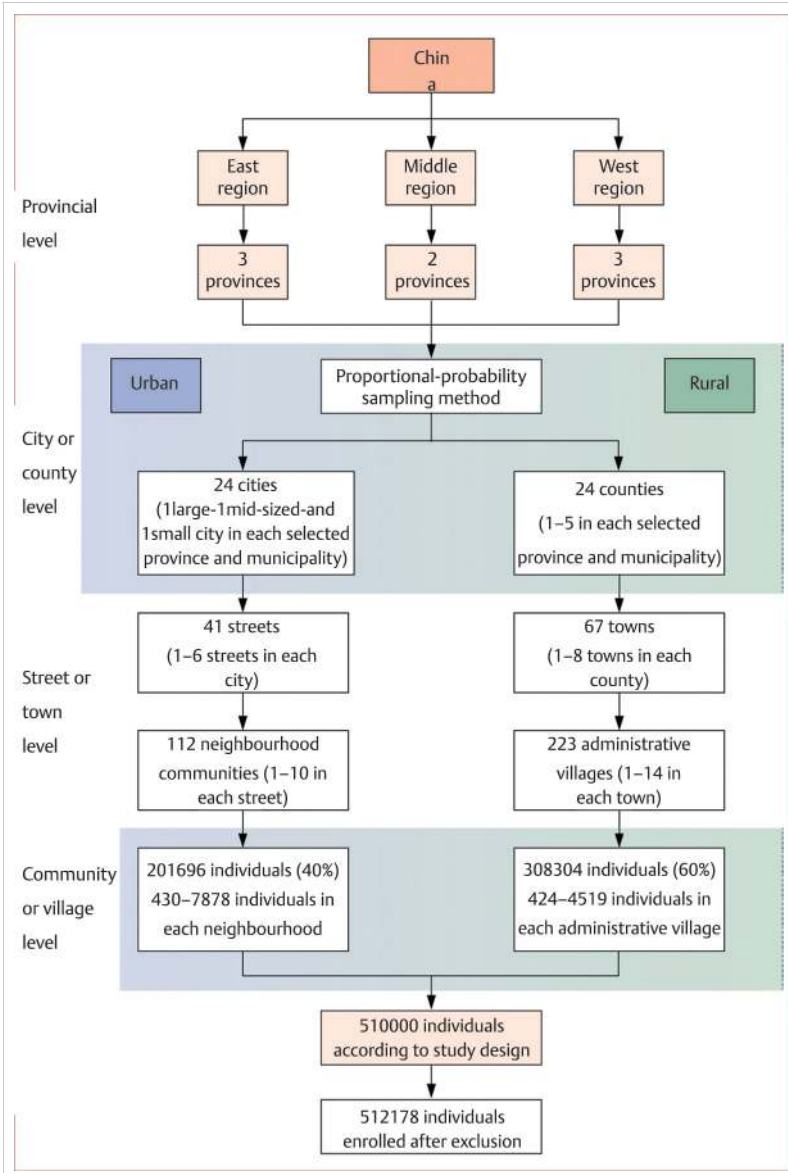 Chin
a
East
region
Middle
region
West
region
Provincial
level
3
provinces
2
provinces
3
provinces
Urban
Proportional-probability
sampling method
Rural
City or
county
level
24 cities
(1large-1mid-sized-and
1small city in each selected
province and municipality)
24 counties
(1–5 in each selected
province and municipality)
Street or
town
level
41 streets
(1–6 streets in each
city)
67 towns
(1–8 towns in each
county)
112 neighbourhood
communities (1–10 in
each street)
223 administrative
villages (1–14 in
each town)
Community
or village
level
201696 individuals (40%)
430–7878 individuals in
each neighbourhood
308304 individuals (60%)
424–4519 individuals in
each administrative village
510000 individuals
according to study design
512178 individuals
enrolled after exclusion